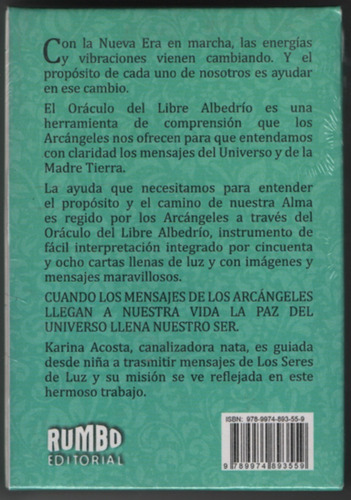 Con la Nueva Era en marcha, las energías
y vibraciones vienen cambiando. Y el
propósito de cada uno de nosotros es ayudar
en ese cambio.
El Oráculo del Libre Albedrío es una
herramienta de comprensión que los
Arcángeles nos ofrecen para que entendamos
con claridad los mensajes del Universo y de la
Madre Tierra.
La ayuda que necesitamos para entender
el propósito y el camino de nuestra Alma
es regido por los Arcángeles a través del
Oráculo del Libre Albedrío, instrumento de
fácil interpretación integrado por cincuenta
y ocho cartas llenas de luz y con imágenes y
mensajes maravillosos.
CUANDO LOS MENSAJES DE LOS ARCÁNGELES
LLEGAN A NUESTRA VIDA LA PAZ DEL
UNIVERSO LLENA NUESTRO SER.
Karina Acosta, canalizadora nata, es guiada
desde niña a trasmitir mensajes de Los Seres
de Luz y su misión se ve reflejada en este
hermoso trabajo.
RUMBO
EDITORIAL
ISBN: 978-9974-893-55-9
9 789974 893559